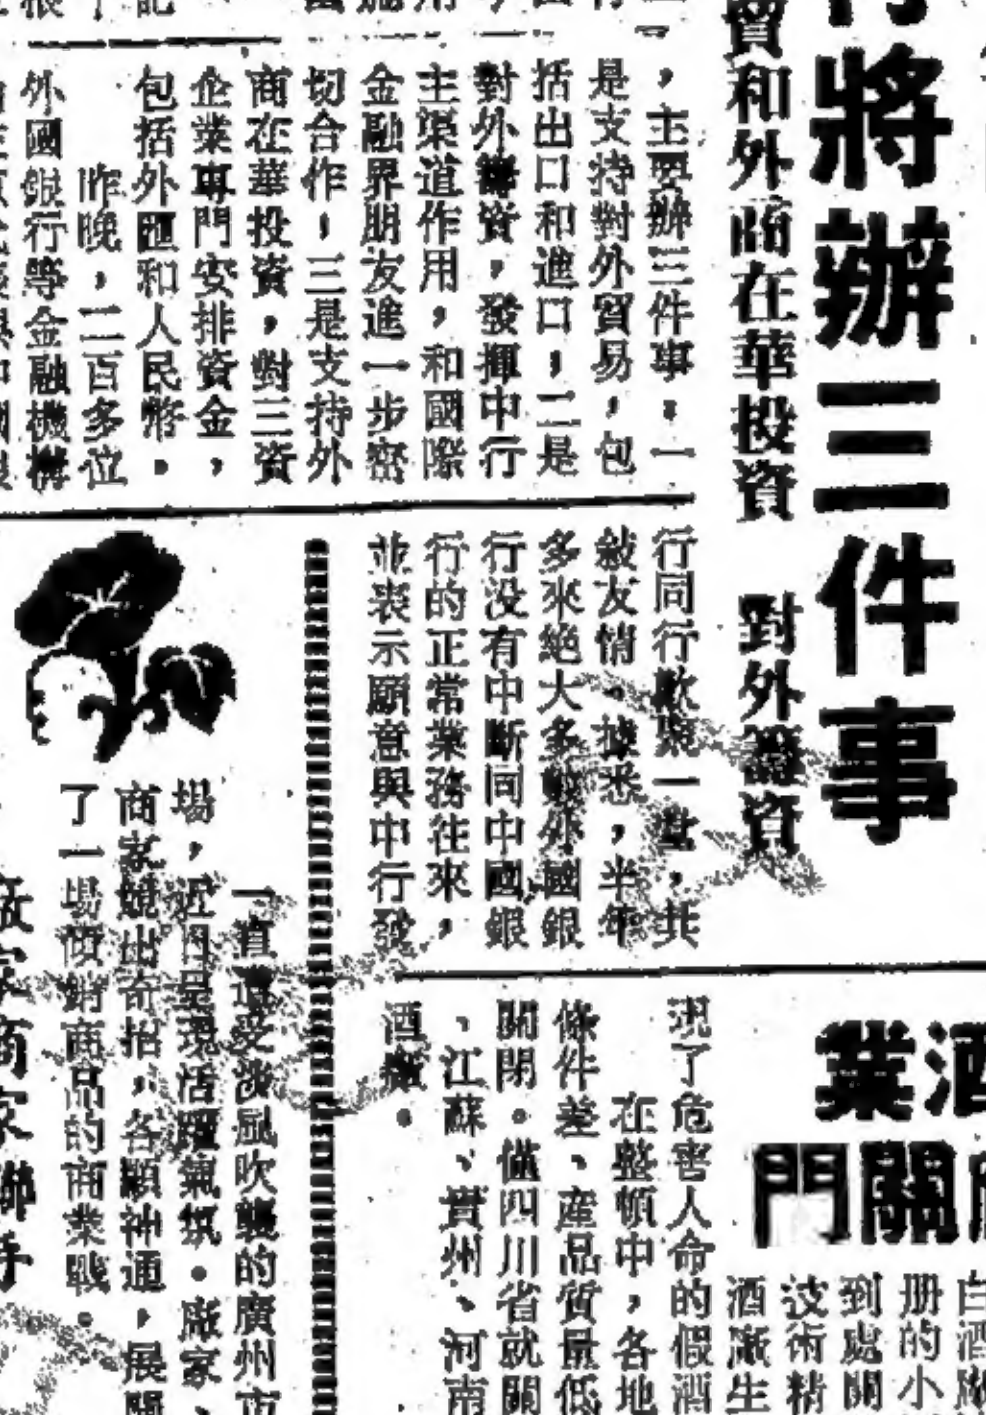 將辦三件事
資和外商在華投資 對外籌資
，主要辦三件事：一
是支持對外貿易，包
括出口和進口，二是
對外籌資，發揮中行
主渠道作用，和國際
金融界朋友進一步密
切合作，三是支持外
商在華投資，對三資
企業專門安排資金，
包括外匯和人民幣。
昨晚，二百多位
外國銀行等金融機構
行同行歡聚一堂，共
敍友情。據悉，半年
多來絕大多數外國銀
行没有中斷同中國銀
行的正常業務往來，
並表示願意與中行發
一直遭受淡風吹襲的廣州市
場，近日呈現活躍氣氛。廠家、
商家競出奇招，各顯神通，展開
了一場傾銷商品的商業戰。
商家聯手
業酒
門關
現了危害人命的假酒
在整頓中，各地
條件差、產品質量低
關閉。僅四川省就關
、江蘇、貴州、河南
酒廠。
白酒
册的小
到處開
技術精
酒廠生